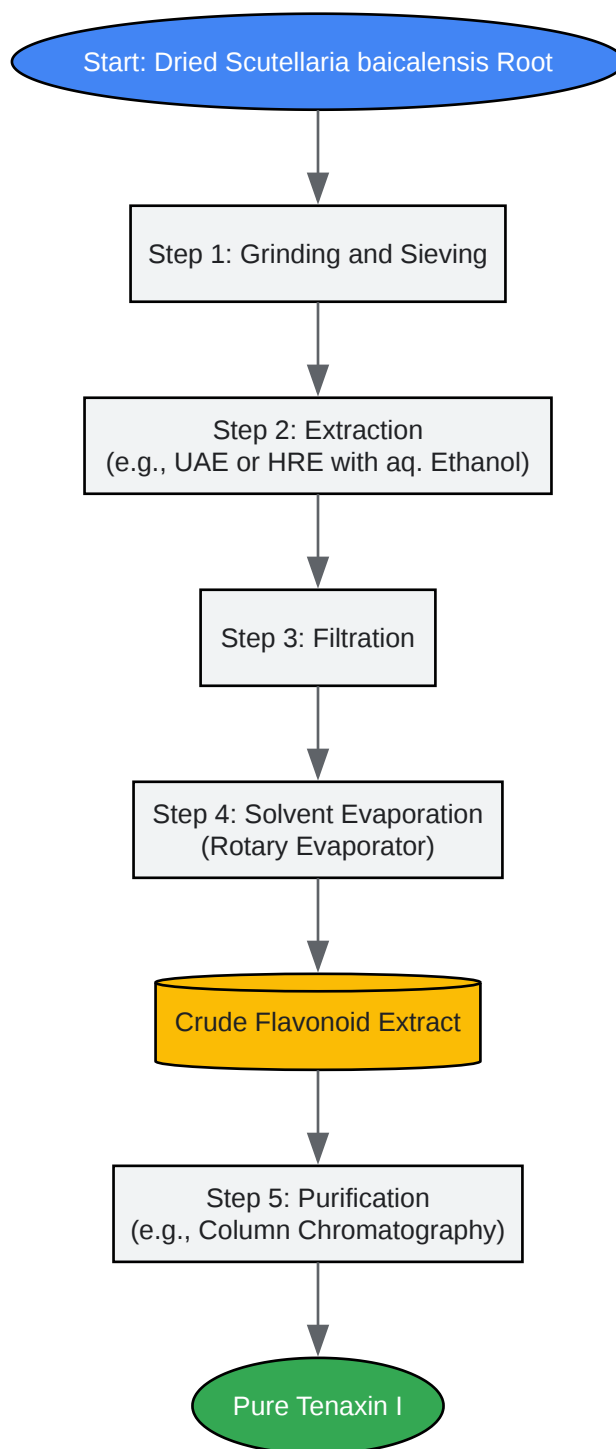 Start: Dried Scutellaria baicalensis Root
Step 1: Grinding and Sieving
Step 2: Extraction
(e.g., UAE or HRE with aq. Ethanol)
Step 3: Filtration
Step 4: Solvent Evaporation
(Rotary Evaporator)
Crude Flavonoid Extract
Step 5: Purification
(e.g., Column Chromatography)
Pure Tenaxin I